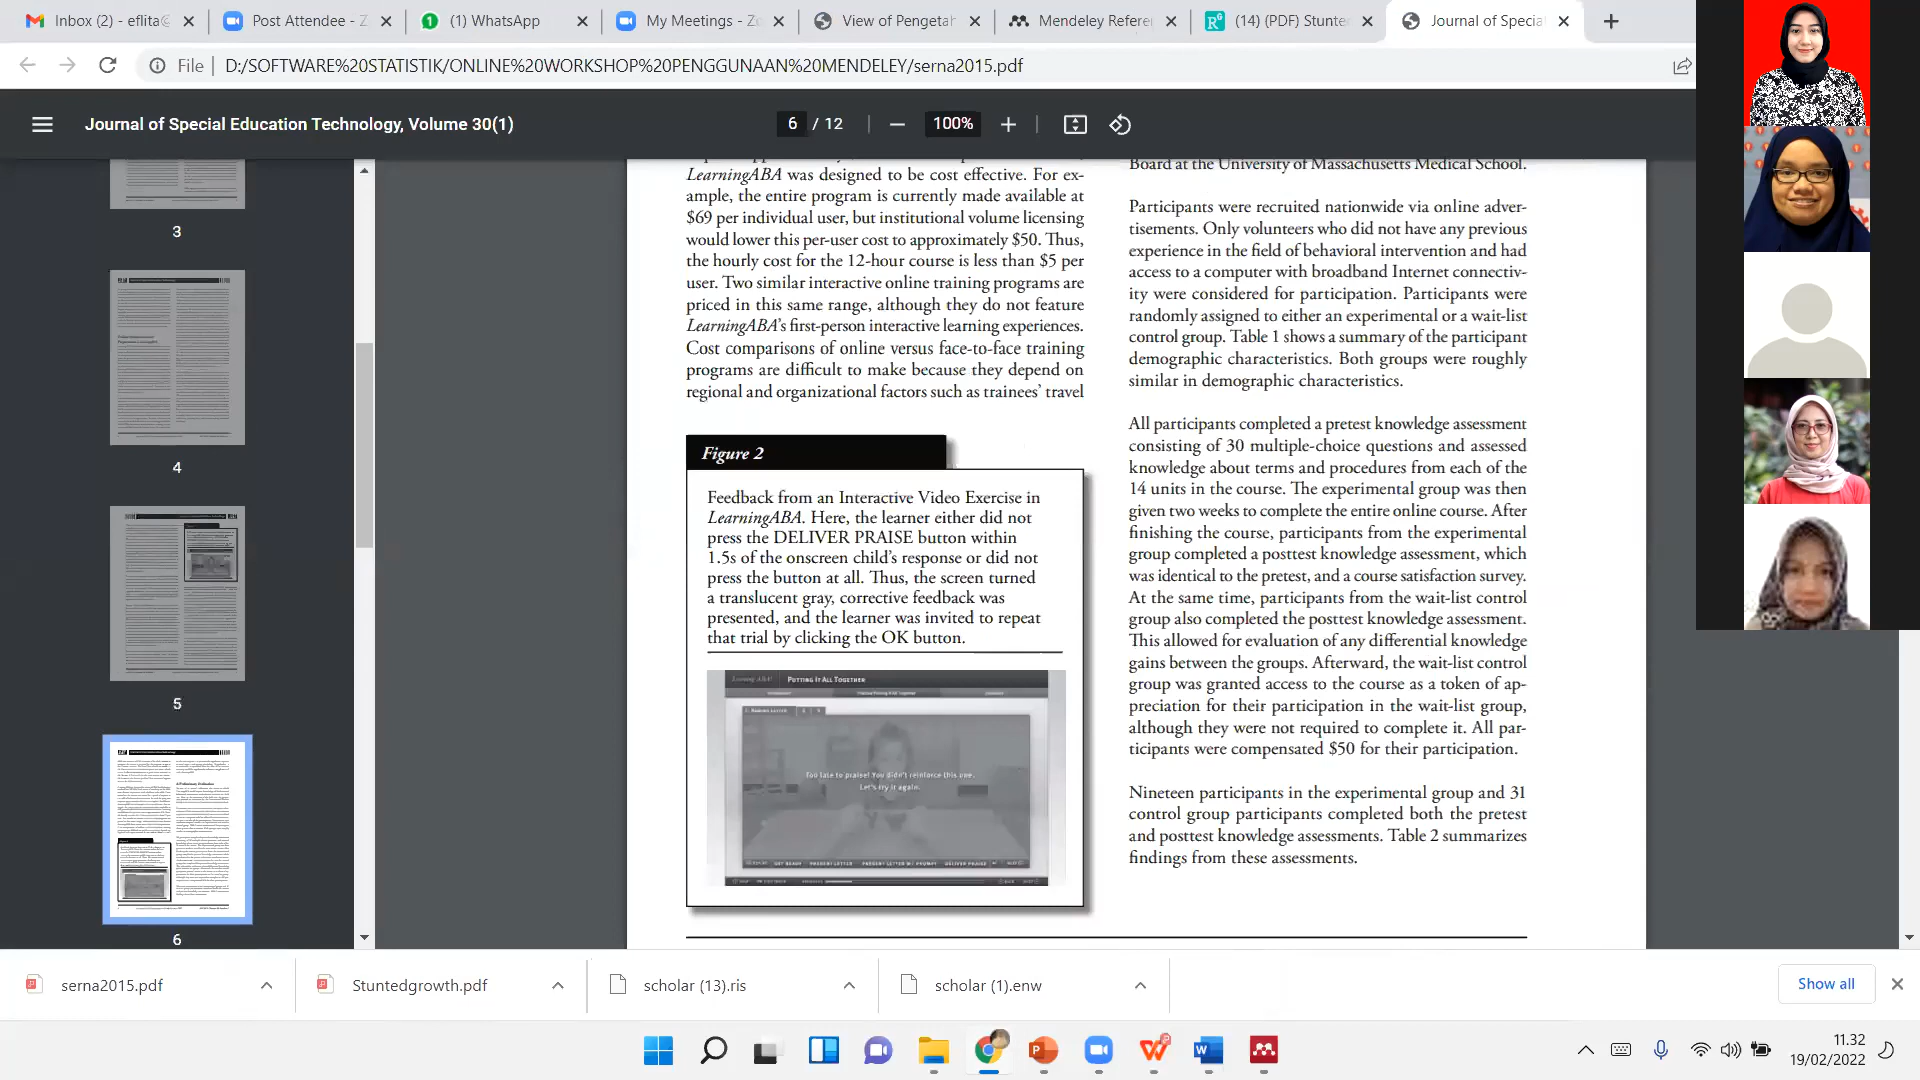 Inbox (2) - eflita@
Post Attendee - Z
(1) WhatsApp
My Meetings - Zo
View of Pengetah
Mendeley Referen
(14) (PDF) Stunte
Journal of Specia
File
D:/SOFTWARE%20STATISTIK/ONLINE%20WORKSHOP%20PENGGUNAAN%20MENDELEY/serna2015.pdf
Journal of Special Education Technology, Volume 30(1)
6 / 12
100%
3
4
5
6
LearningABA was designed to be cost effective. For ex-
ample, the entire program is currently made available at
$69 per individual user, but institutional volume licensing
would lower this per-user cost to approximately $50. Thus,
the hourly cost for the 12-hour course is less than $5 per
user. Two similar interactive online training programs are
priced in this same range, although they do not feature
LearningABA's first-person interactive learning experiences.
Cost comparisons of online versus face-to-face training
programs are difficult to make because they depend on
regional and organizational factors such as trainees' travel
Figure 2
Feedback from an Interactive Video Exercise in
LearningABA. Here, the learner either did not
press the DELIVER PRAISE button within
1.5s of the onscreen child's response or did not
press the button at all. Thus, the screen turned
a translucent gray, corrective feedback was
presented, and the learner was invited to repeat
that trial by clicking the OK button.
Learning ABA
PUTTING IT ALL TOGETHER
Too late to praise! You didn't reinforce this one.
Let's try it again.
GET READY
PRESENT LETTER
PRESENT LETTER W/ PROMPT
DELIVER PRAISE
Board at the University of Massachusetts Medical School.
Participants were recruited nationwide via online adver-
tisements. Only volunteers who did not have any previous
experience in the field of behavioral intervention and had
access to a computer with broadband Internet connectiv-
ity were considered for participation. Participants were
randomly assigned to either an experimental or a wait-list
control group. Table 1 shows a summary of the participant
demographic characteristics. Both groups were roughly
similar in demographic characteristics.
All participants completed a pretest knowledge assessment
consisting of 30 multiple-choice questions and assessed
knowledge about terms and procedures from each of the
14 units in the course. The experimental group was then
given two weeks to complete the entire online course. After
finishing the course, participants from the experimental
group completed a posttest knowledge assessment, which
was identical to the pretest, and a course satisfaction survey.
At the same time, participants from the wait-list control
group also completed the posttest knowledge assessment.
This allowed for evaluation of any differential knowledge
gains between the groups. Afterward, the wait-list control
group was granted access to the course as a token of ap-
preciation for their participation in the wait-list group,
although they were not required to complete it. All par-
ticipants were compensated $50 for their participation.
Nineteen participants in the experimental group and 31
control group participants completed both the pretest
and posttest knowledge assessments. Table 2 summarizes
findings from these assessments.
serna2015.pdf
Stuntedgrowth.pdf
scholar (13).ris
scholar (1).enw
Show all
11.32
19/02/2022